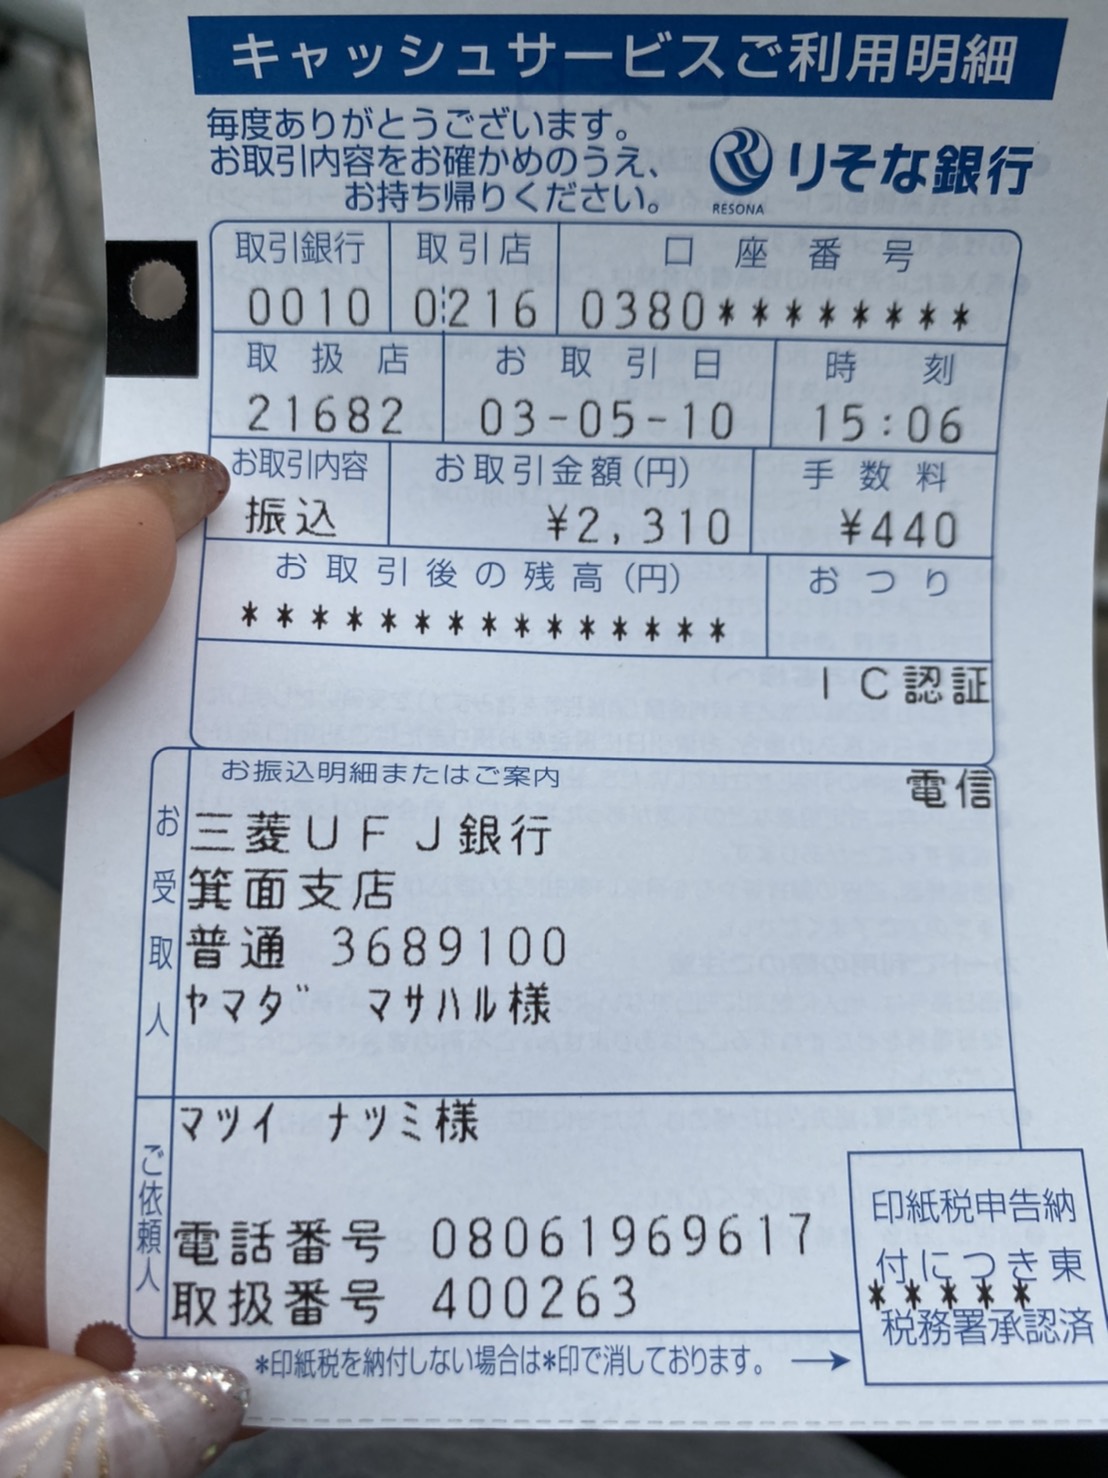 キャッシュサービスご利用明細
毎度ありがとうございます。
お取引内容をお確かめのうえ、
お持ち帰りください。
りそな銀行
RESONA
取引銀行 取引店 口座番号
0010 0216 0380********
取扱店 お取引日 時刻
21682 03-05-10 15:06
お取引内容 お取引金額(円) 手数料
振込 ¥2,310 ¥440
お取引後の残高(円) おつり
***************
IC認証
お振込明細またはご案内
電信
お受取人
三菱UFJ銀行
箕面支店
普通 3689100
ヤマダ マサハル様
ご依頼人
マツイ ナツミ様
電話番号 08061969617
取扱番号 400263
印紙税申告納
付につき東
*****
税務署承認済
*印紙税を納付しない場合は*印で消しております。 →